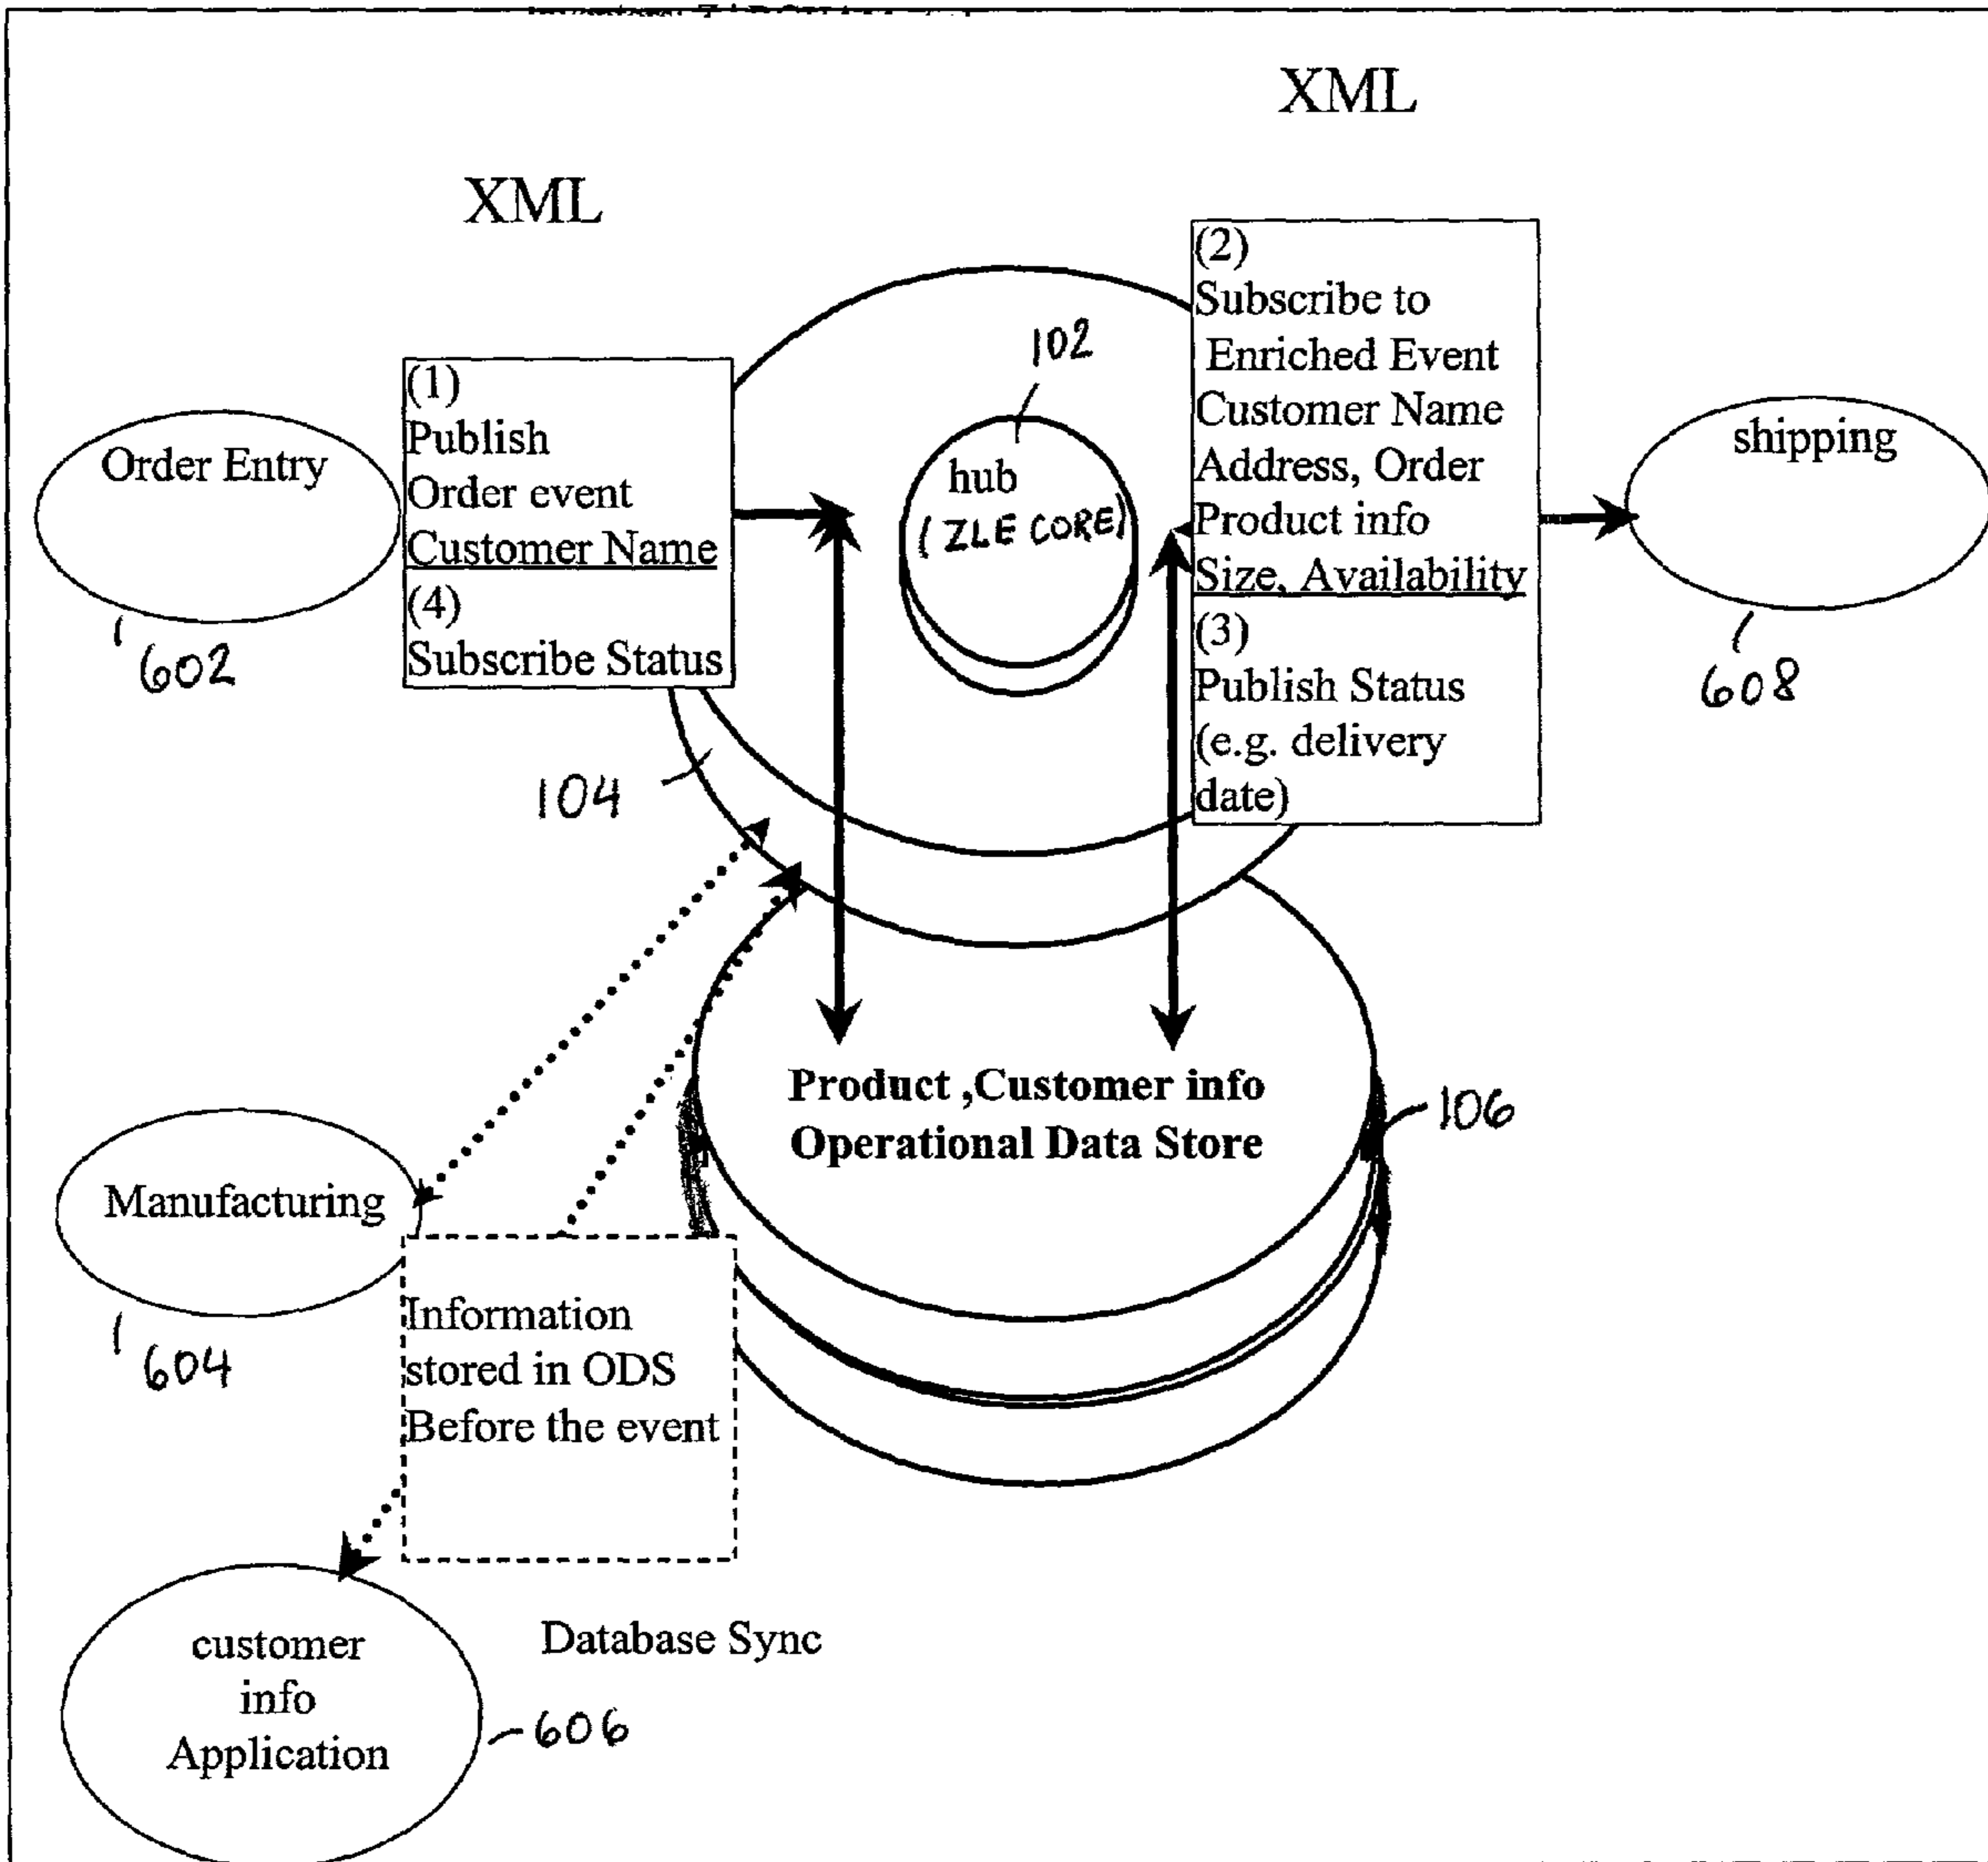 XML
XML
(1)
Publish
Order event
Customer Name
(4)
Subscribe Status
(2)
Subscribe to
Enriched Event
Customer Name
Address, Order
Product info
Size, Availability
(3)
Publish Status
(e.g. delivery
date)
102
hub
(ZLE CORE)
Order Entry
602
shipping
608
104
Product ,Customer info
Operational Data Store
106
Manufacturing
604
Information
stored in ODS
Before the event
Database Sync
customer
info
Application
606